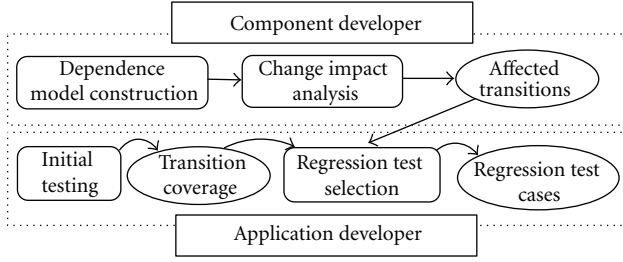 Component developer
Dependence
model construction
Change impact
analysis
Affected
transitions
Initial
testing
Transition
coverage
Regression test
selection
Regression test
cases
Application developer